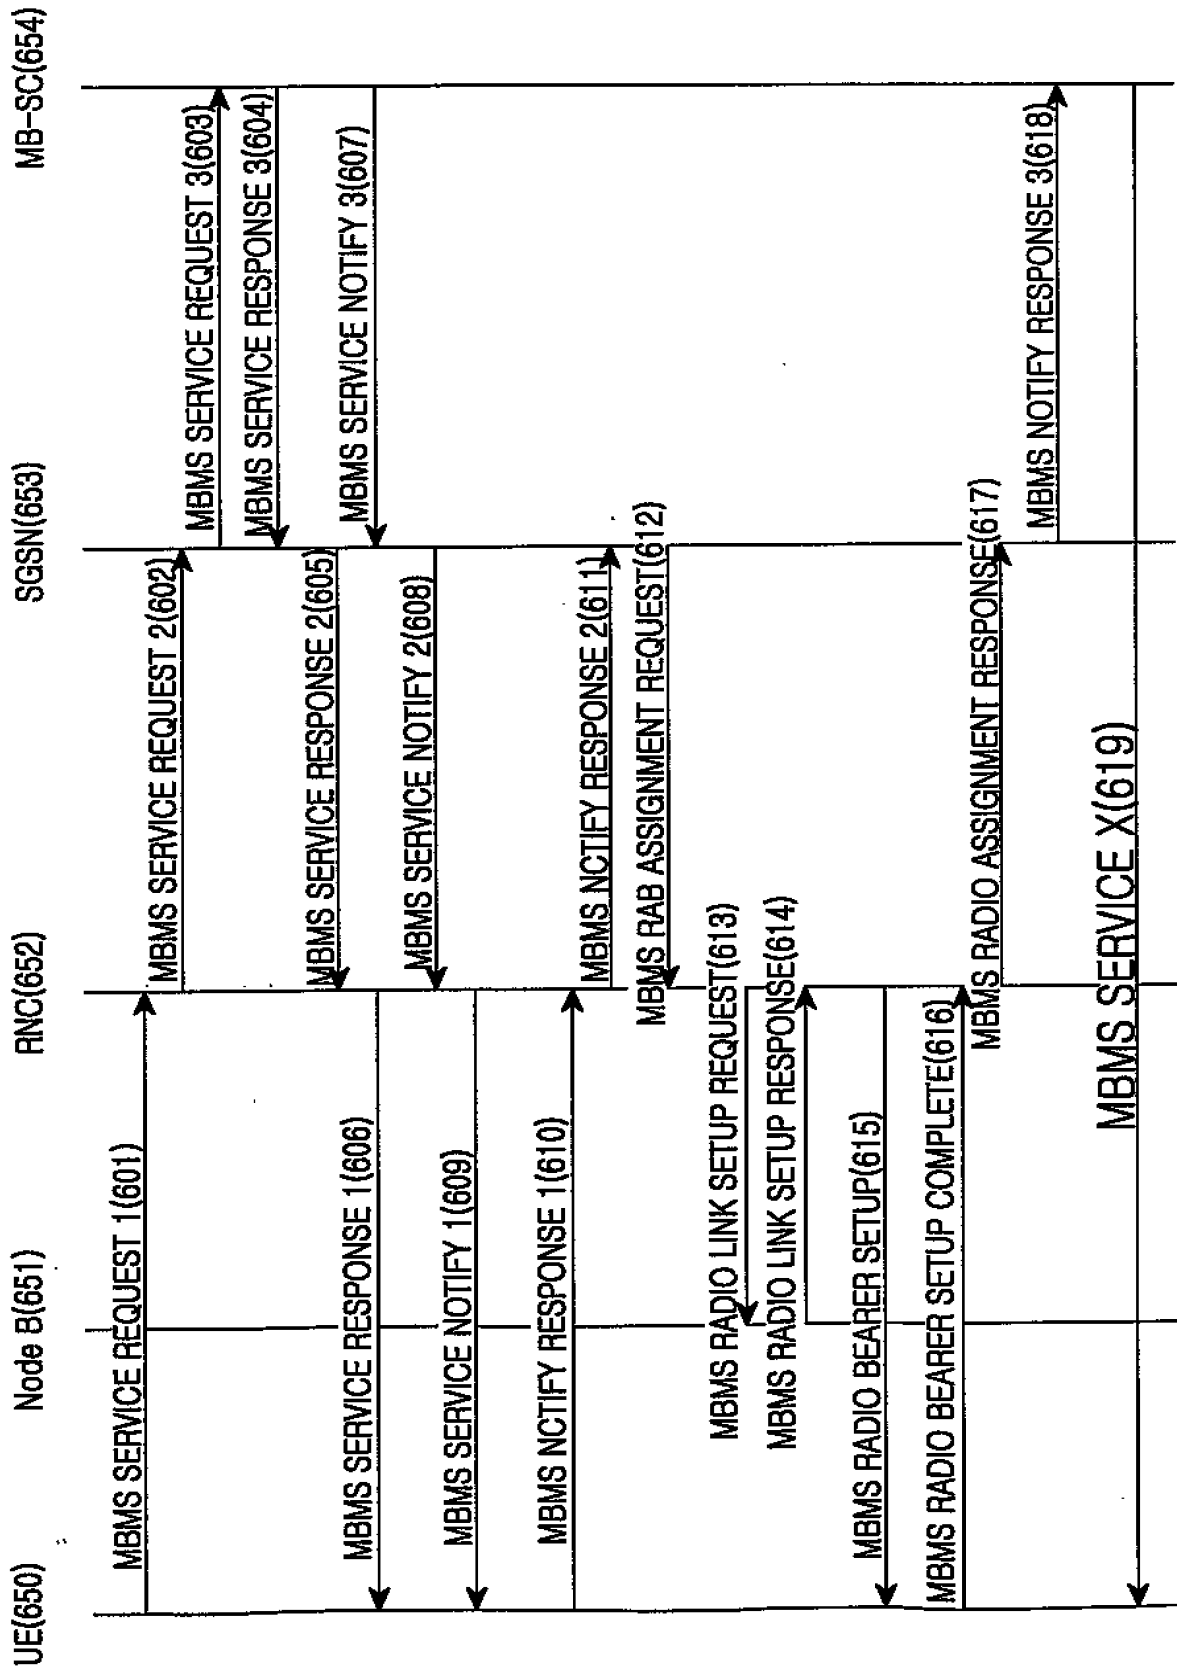 UE(650)
Node B(651)
RNC(652)
SGSN(653)
MB-SC(654)
MBMS SERVICE REQUEST 1(601)
MBMS SERVICE REQUEST 2(602)
MBMS SERVICE REQUEST 3(603)
MBMS SERVICE RESPONSE 3(604)
MBMS SERVICE RESPONSE 2(605)
MBMS SERVICE RESPONSE 1(606)
MBMS SERVICE NOTIFY 3(607)
MBMS SERVICE NOTIFY 2(608)
MBMS SERVICE NOTIFY 1(609)
MBMS NCTIFY RESPONSE 1(610)
MBMS NCTIFY RESPONSE 2(611)
MBMS RAB ASSIGNMENT REQUEST(612)
MBMS RADIO LINK SETUP REQUEST(613)
MBMS RADIO LINK SETUP RESPONSE(614)
MBMS RADIO BEARER SETUP(615)
MBMS RADIO BEARER SETUP COMPLETE(616)
MBMS RADIO ASSIGNMENT RESPONSE(617)
MBMS NOTIFY RESPONSE 3(618)
MBMS SERVICE X(619)